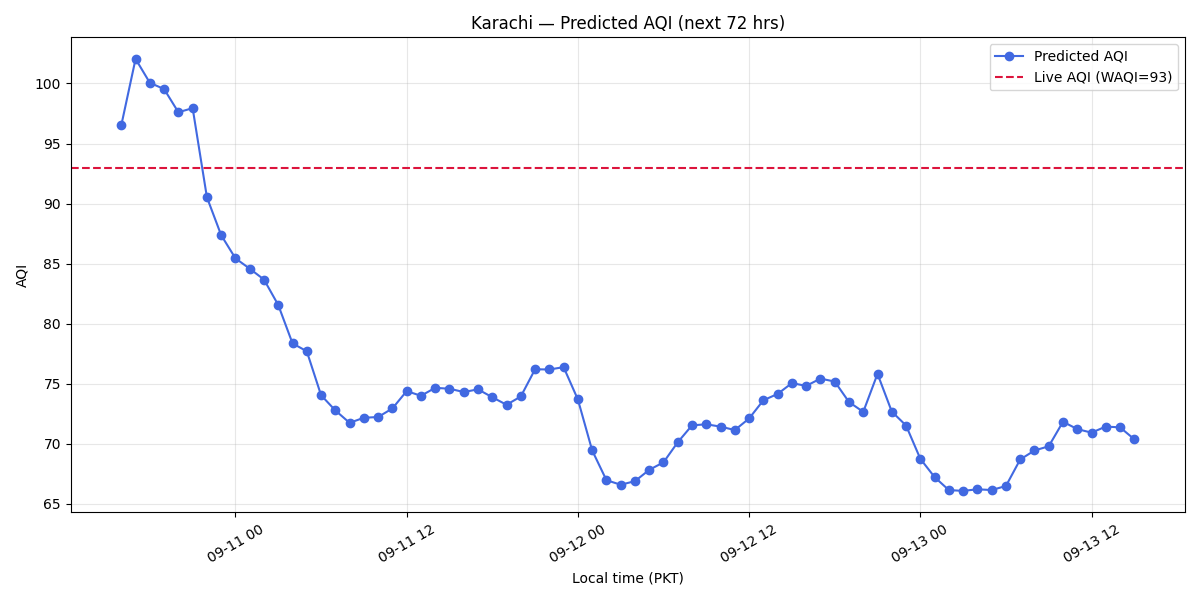 Karachi — Predicted AQI (next 72 hrs)
Predicted AQI
Live AQI (WAQI=93)
AQI
100
95
90
85
80
75
70
65
09-11 00
09-11 12
09-12 00
09-12 12
09-13 00
09-13 12
Local time (PKT)